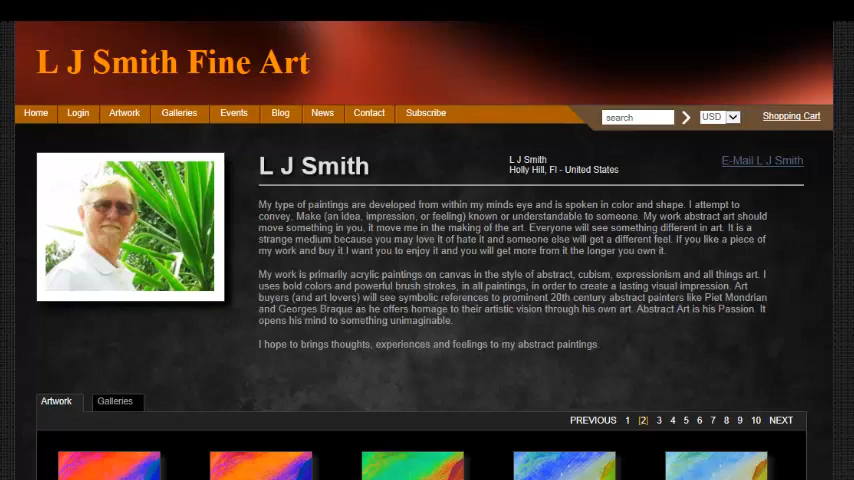 L J Smith Fine Art
Home Login Artwork Galleries Events Blog News Contact Subscribe search USD Shopping Cart
L J Smith
L J Smith
Holly Hill, Fl - United States
E-Mail L J Smith
My type of paintings are developed from within my minds eye and is spoken in color and shape. I attempt to
convey, Make (an idea, impression, or feeling) known or understandable to someone. My work abstract art should
move something in you, it move me in the making of the art. Everyone will see something different in art. It is a
strange medium because you may love it of hate it and someone else will get a different feel. If you like a piece of
my work and buy it I want you to enjoy it and you will get more from it the longer you own it.
My work is primarily acrylic paintings on canvas in the style of abstract, cubism, expressionism and all things art. I
uses bold colors and powerful brush strokes, in all paintings, in order to create a lasting visual impression. Art
buyers (and art lovers) will see symbolic references to prominent 20th century abstract painters like Piet Mondrian
and Georges Braque as he offers homage to their artistic vision through his own art. Abstract Art is his Passion. It
opens his mind to something unimaginable.
I hope to brings thoughts, experiences and feelings to my abstract paintings.
Artwork Galleries
PREVIOUS 1 [2] 3 4 5 6 7 8 9 10 NEXT